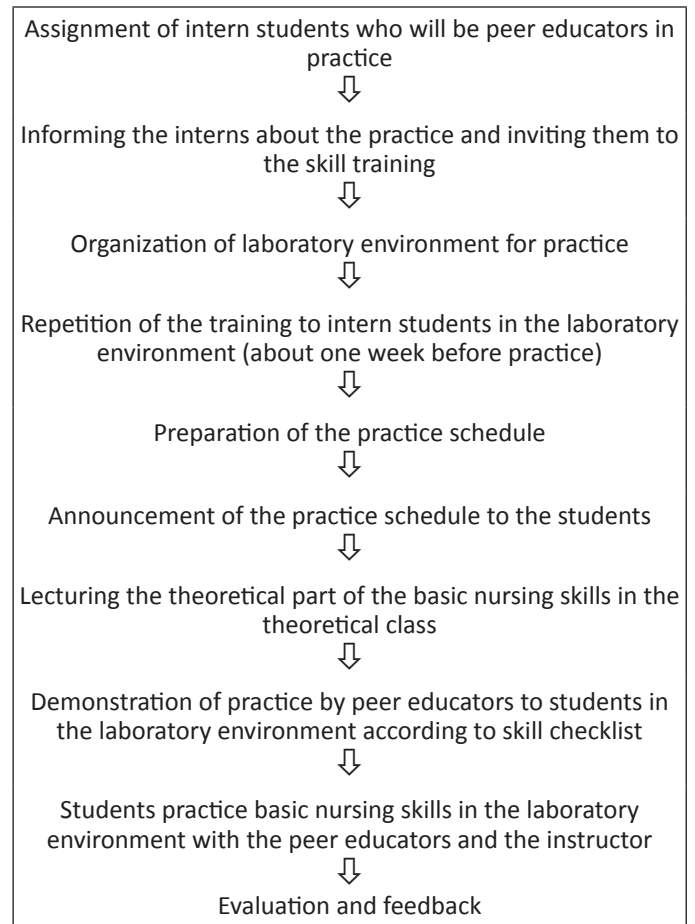 Assignment of intern students who will be peer educators in
practice
⇩
Informing the interns about the practice and inviting them to
the skill training
⇩
Organization of laboratory environment for practice
⇩
Repetition of the training to intern students in the laboratory
environment (about one week before practice)
⇩
Preparation of the practice schedule
⇩
Announcement of the practice schedule to the students
⇩
Lecturing the theoretical part of the basic nursing skills in the
theoretical class
⇩
Demonstration of practice by peer educators to students in
the laboratory environment according to skill checklist
⇩
Students practice basic nursing skills in the laboratory
environment with the peer educators and the instructor
⇩
Evaluation and feedback